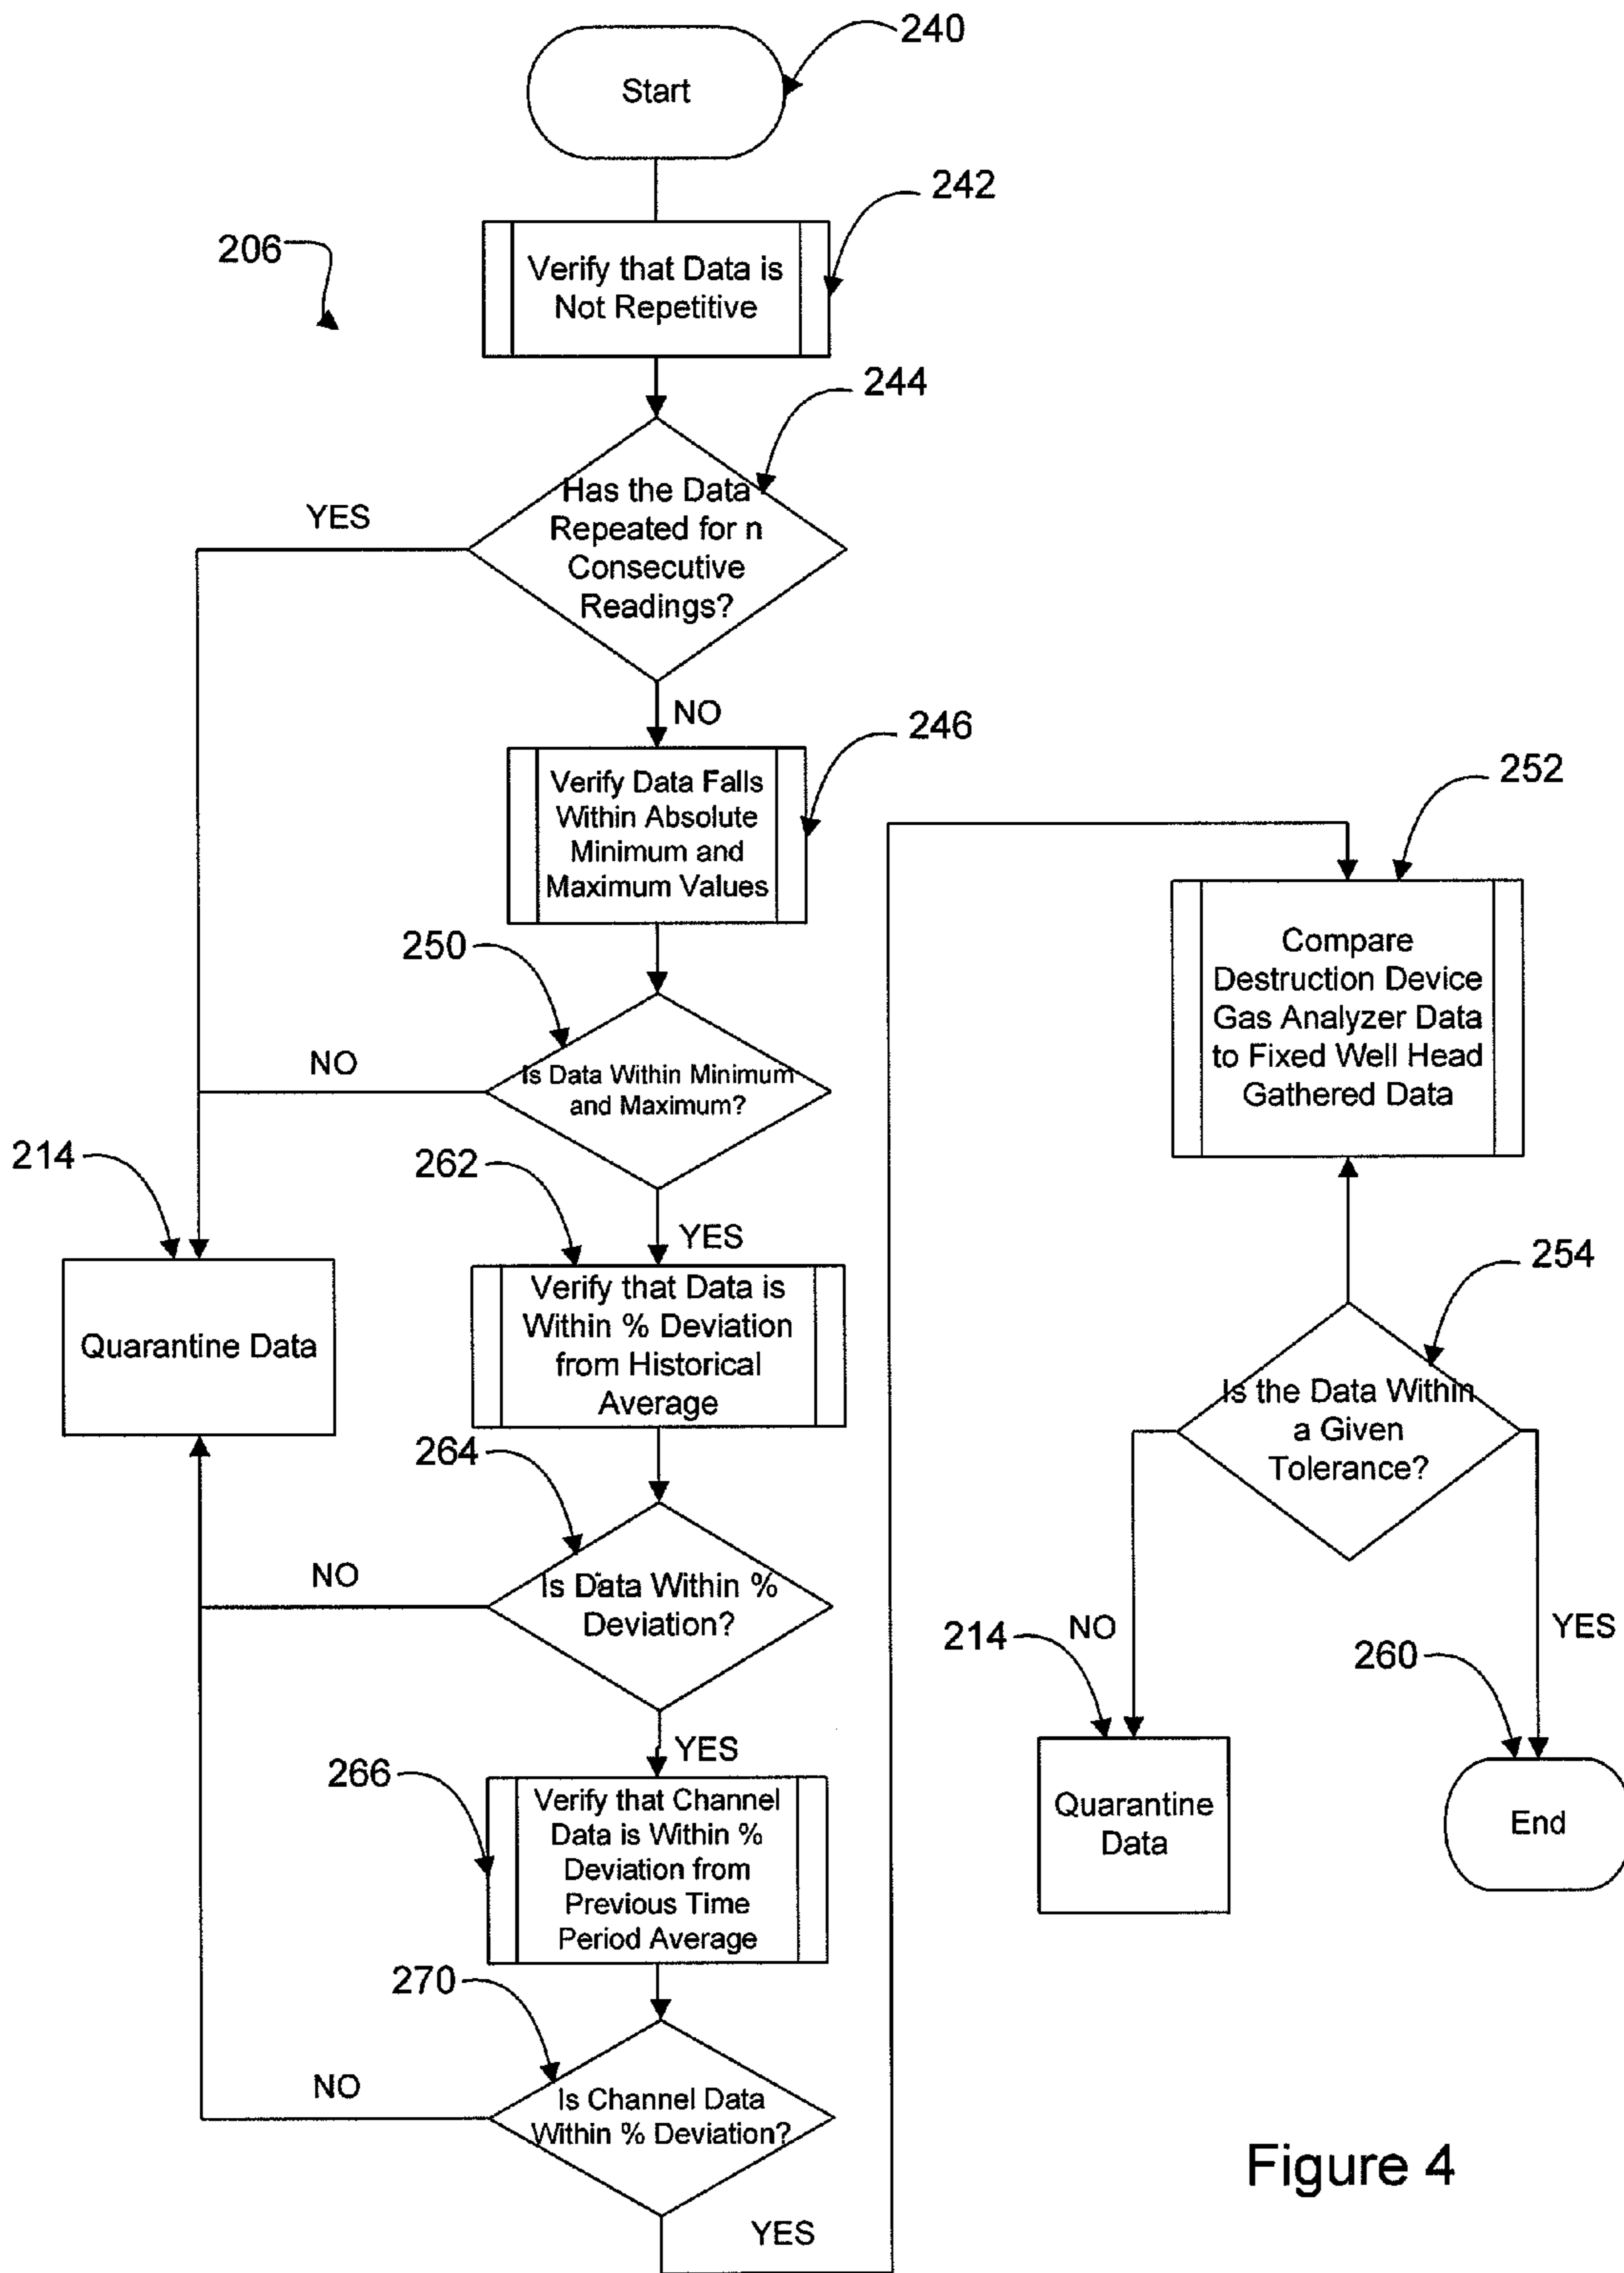 240
Start
242
206
Verify that Data is
Not Repetitive
244
Has the Data
Repeated for n
Consecutive
Readings?
YES
NO
246
Verify Data Falls
Within Absolute
Minimum and
Maximum Values
250
Is Data Within Minimum
and Maximum?
NO
214
262
YES
Quarantine Data
Verify that Data is
Within % Deviation
from Historical
Average
264
Is Data Within %
Deviation?
NO
YES
266
Verify that Channel
Data is Within %
Deviation from
Previous Time
Period Average
270
Is Channel Data
Within % Deviation?
NO
YES
252
Compare
Destruction Device
Gas Analyzer Data
to Fixed Well Head
Gathered Data
254
Is the Data Within
a Given
Tolerance?
214
NO
260
YES
Quarantine
Data
End
Figure 4